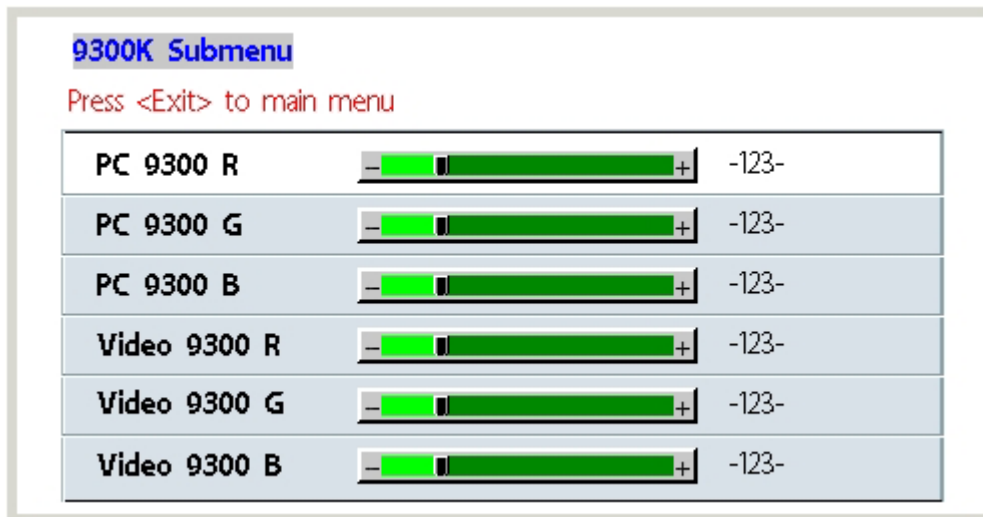 9300K Submenu
Press <Exit> to main menu
PC 9300 R - + -123-
PC 9300 G - + -123-
PC 9300 B - + -123-
Video 9300 R - + -123-
Video 9300 G - + -123-
Video 9300 B - + -123-